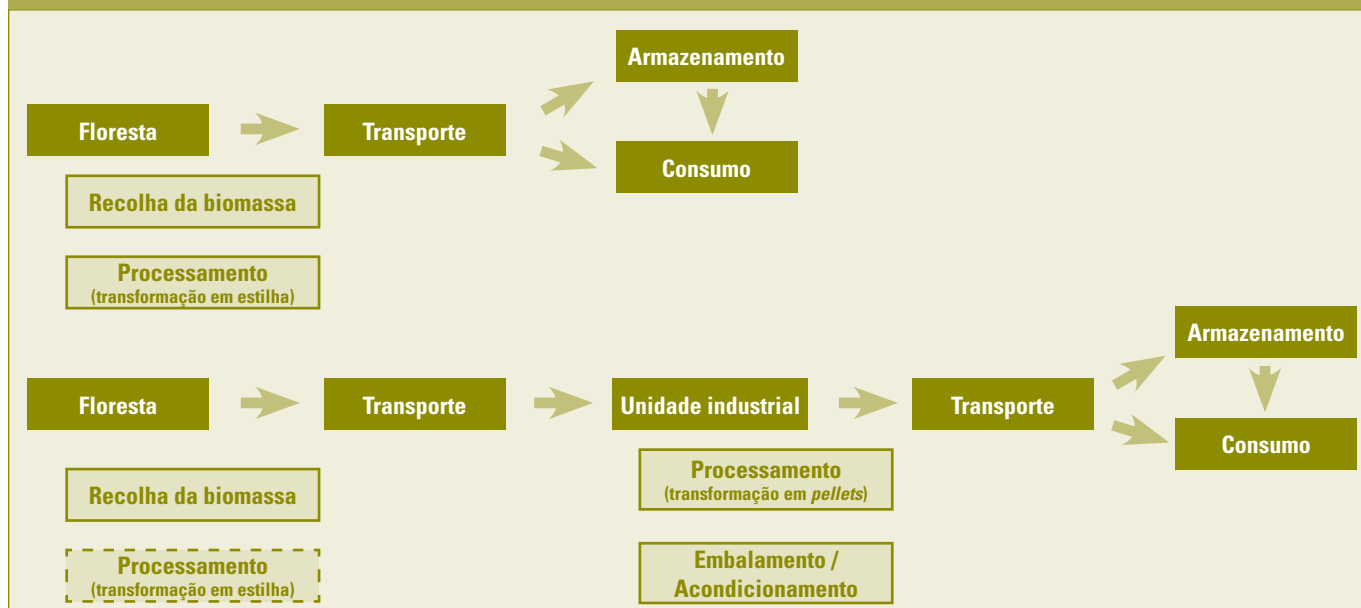 Armazenamento
Floresta
Transporte
Consumo
Recolha da biomassa
Processamento
(transformação em estilha)
Armazenamento
Floresta
Transporte
Unidade industrial
Transporte
Consumo
Recolha da biomassa
Processamento
(transformação em estilha)
Processamento
(transformação em pellets)
Embalamento /
Acondicionamento